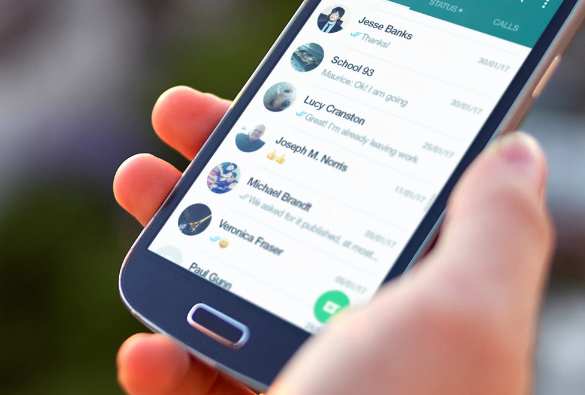 STATUS
CALLS
Jesse Banks
30/01/17
Thanks!
School 93
30/01/17
Maurice: Ok! I am going
Lucy Cranston
25/01/17
Great! I'm already leaving work
Joseph M. Norris
11/01/17
Michael Brandt
05/01/17
We asked for it published, at most...
Veronica Fraser
05/01/17
Paul Gunn